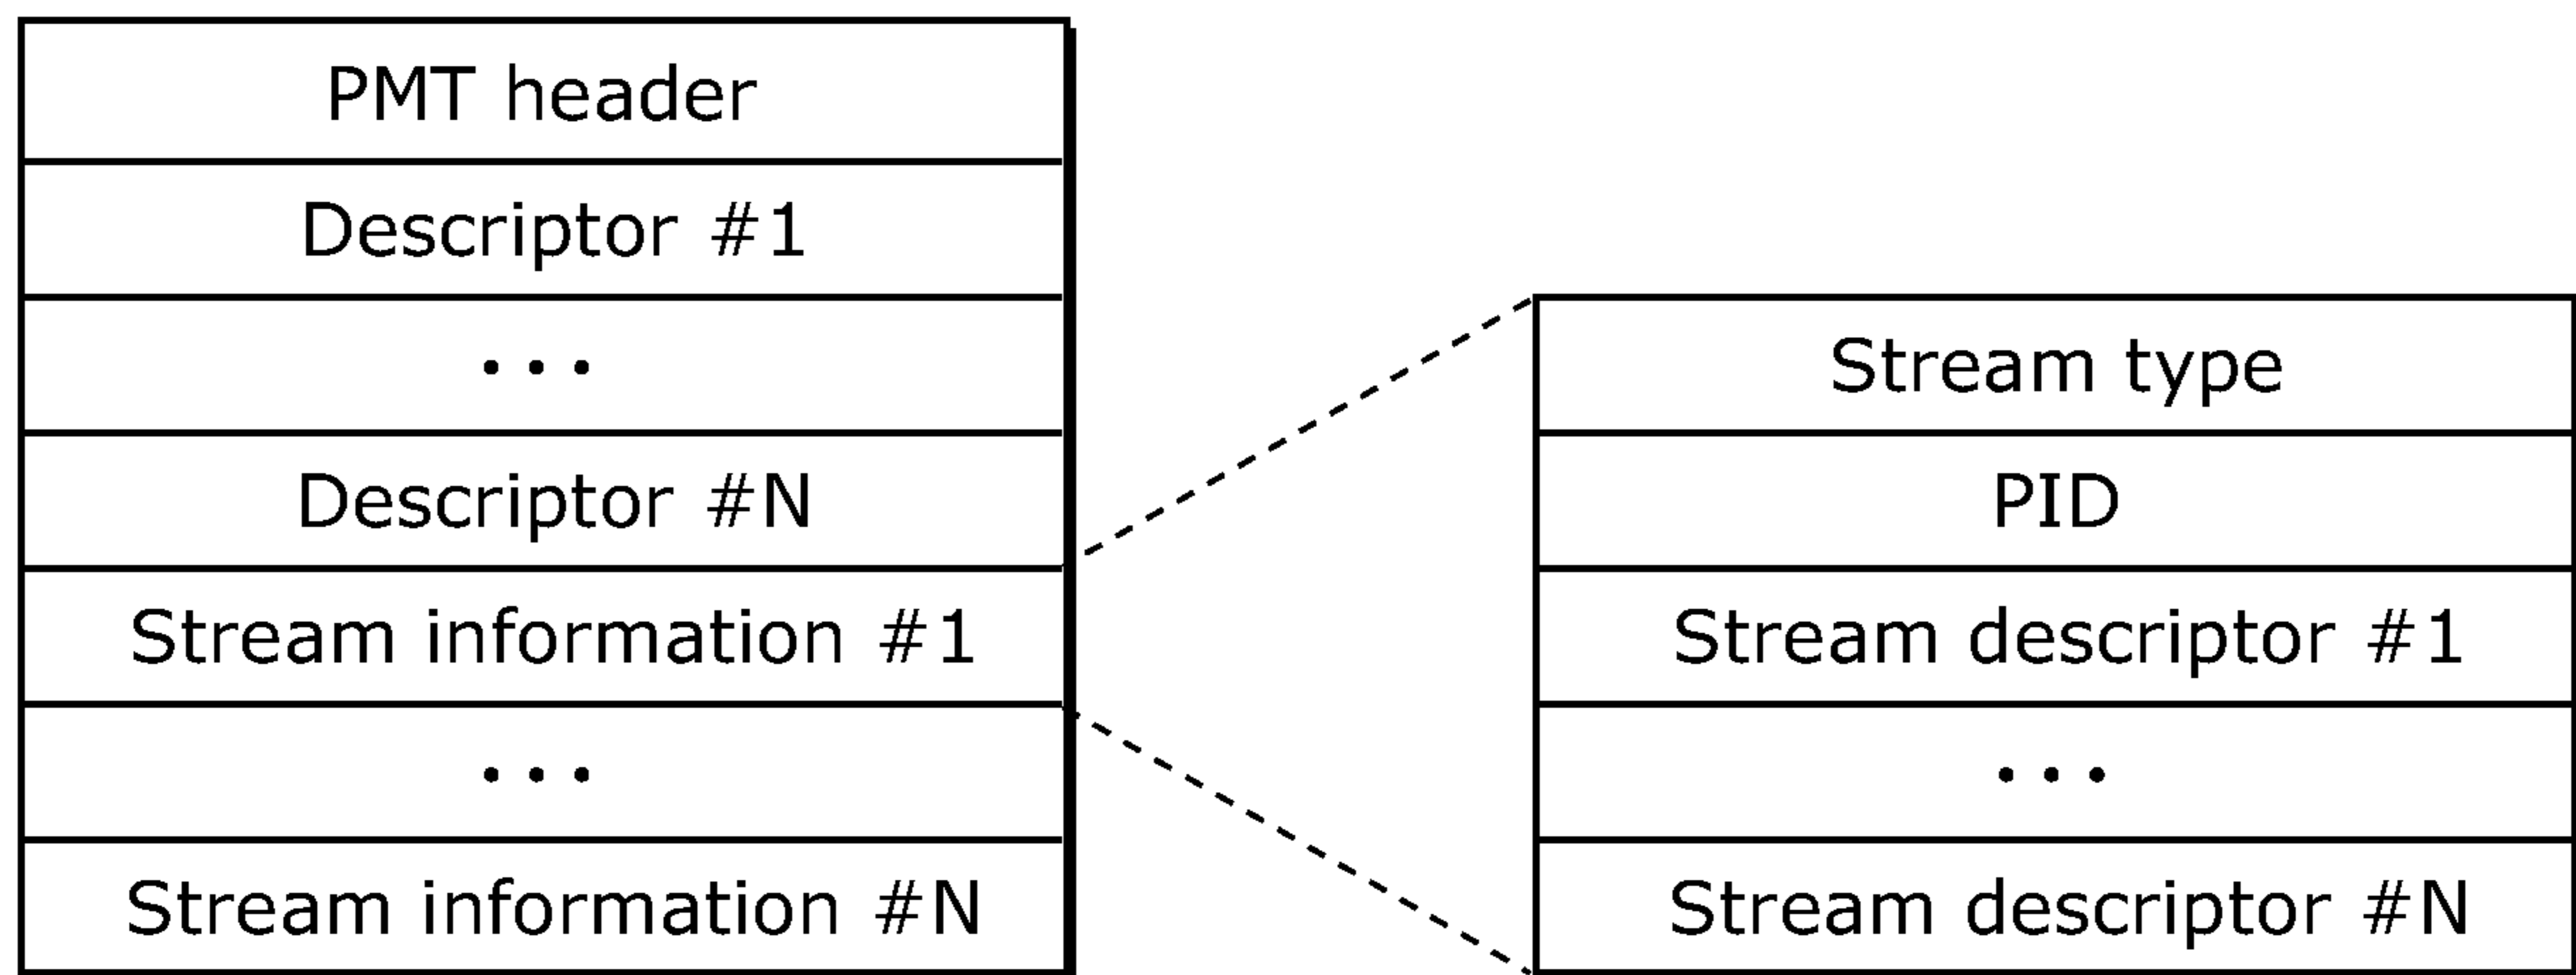 PMT header
Descriptor #1
...
Descriptor #N
Stream information #1
...
Stream information #N
Stream type
PID
Stream descriptor #1
...
Stream descriptor #N